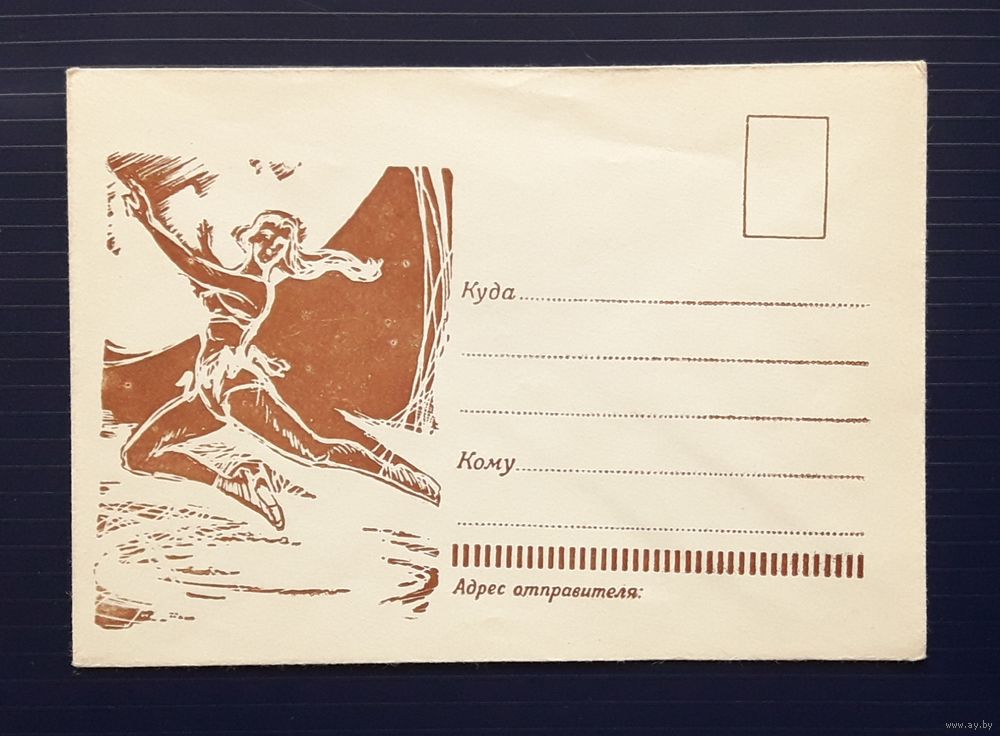 Куда
Кому
Адрес отправителя:
www.ay.by